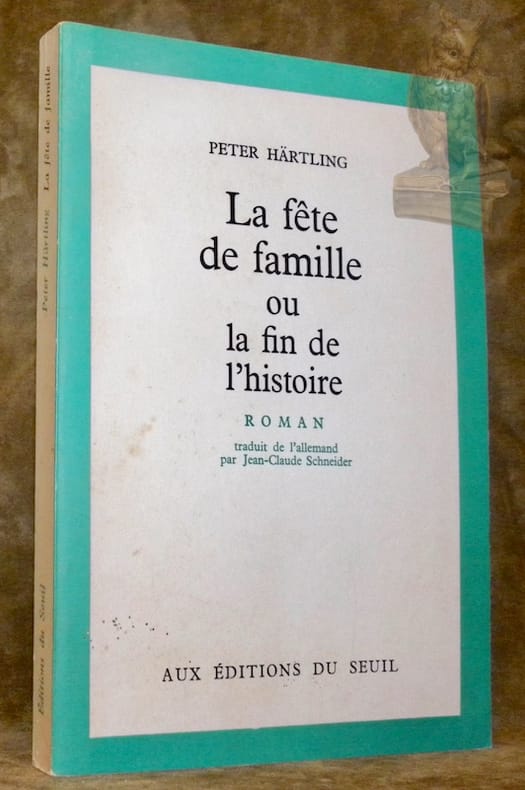 PETER HÄRTLING
La fête
de famille
ou
la fin de
l'histoire
ROMAN
traduit de l'allemand
par Jean-Claude Schneider
AUX ÉDITIONS DU SEUIL
Peter Härtling La fête de famille
Éditions du Seuil